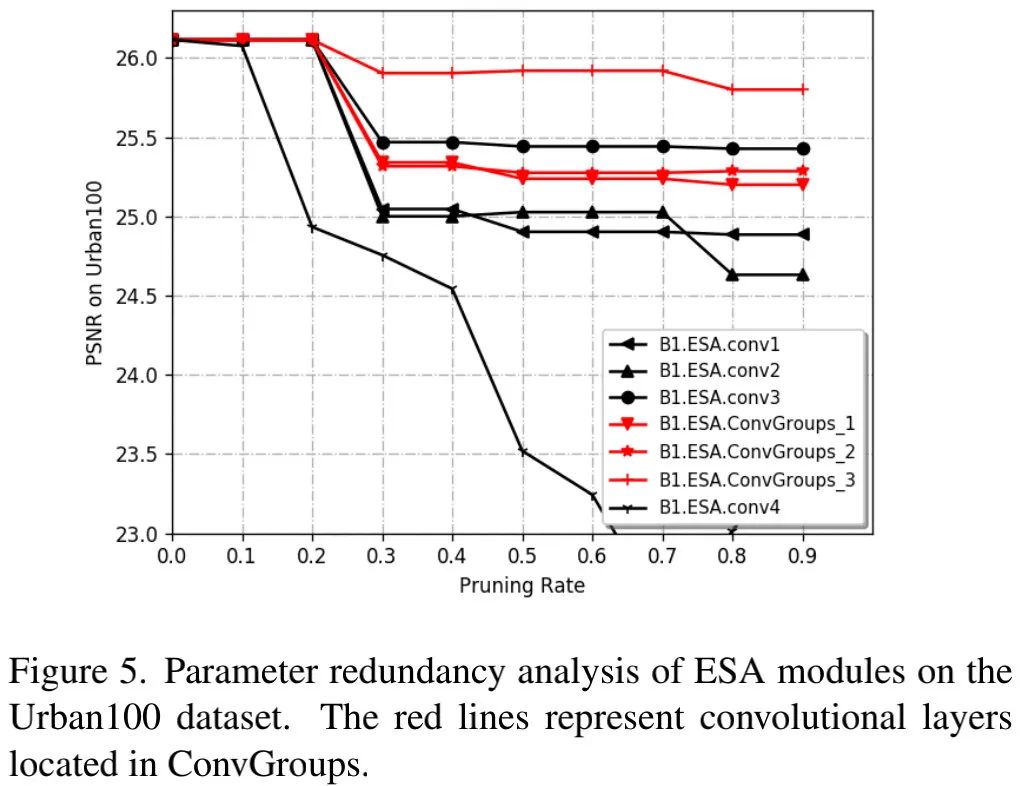 26.0
25.5
25.0
24.5
24.0
23.5
23.0
PSNR on Urban100
0.0 0.1 0.2 0.3 0.4 0.5 0.6 0.7 0.8 0.9
Pruning Rate
B1.ESA.conv1
B1.ESA.conv2
B1.ESA.conv3
B1.ESA.ConvGroups_1
B1.ESA.ConvGroups_2
B1.ESA.ConvGroups_3
B1.ESA.conv4
Figure 5. Parameter redundancy analysis of ESA modules on the
Urban100 dataset. The red lines represent convolutional layers
located in ConvGroups.